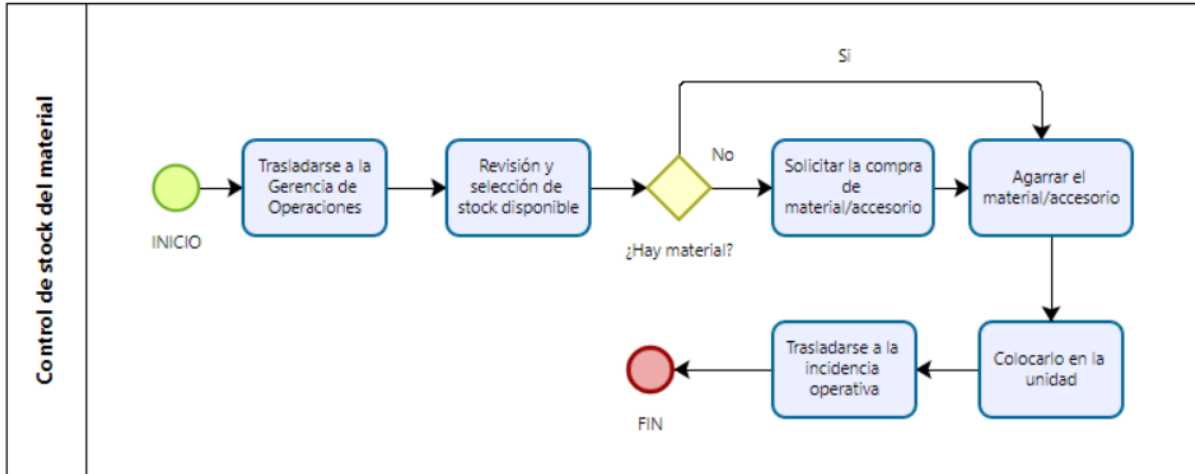 Control de stock del material
Si
INICIO
Trasladarse a la
Gerencia de
Operaciones
Revisión y
selección de
stock disponible
¿Hay material?
No
Solicitar la compra
de
material/accesorio
Agarrar el
material/accesorio
Colocarlo en la
unidad
Trasladarse a la
incidencia
operativa
FIN